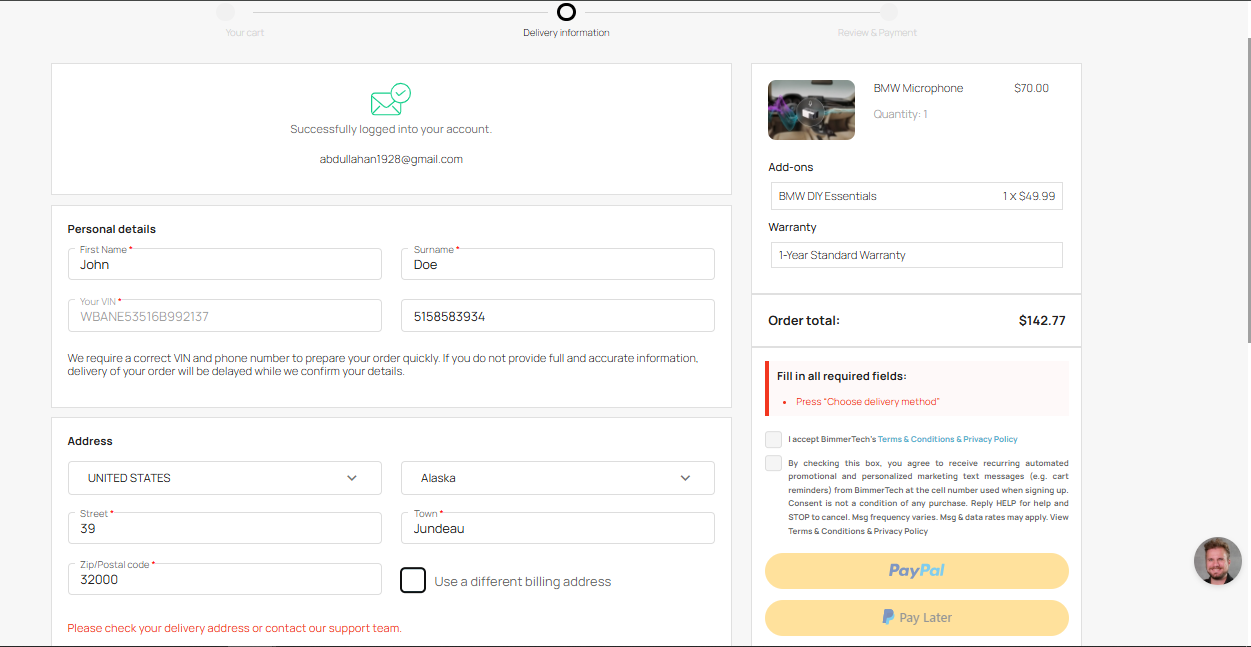 Your cart
Delivery information
Review & Payment
Successfully logged into your account.
abdullahan1928@gmail.com
Personal details
First Name *
John
Surname *
Doe
Your VIN *
WBANE53516B992137
5158583934
We require a correct VIN and phone number to prepare your order quickly. If you do not provide full and accurate information,
delivery of your order will be delayed while we confirm your details.
Address
UNITED STATES
Alaska
Street *
39
Town *
Jundeau
Zip/Postal code *
32000
Use a different billing address
Please check your delivery address or contact our support team.
BMW Microphone $70.00
Quantity: 1
Add-ons
BMW DIY Essentials 1 X $49.99
Warranty
1-Year Standard Warranty
Order total: $142.77
Fill in all required fields:
• Press "Choose delivery method"
I accept BimmerTech's Terms & Conditions & Privacy Policy
By checking this box, you agree to receive recurring automated
promotional and personalized marketing text messages (e.g. cart
reminders) from BimmerTech at the cell number used when signing up.
Consent is not a condition of any purchase. Reply HELP for help and
STOP to cancel. Msg frequency varies. Msg & data rates may apply. View
Terms & Conditions & Privacy Policy
PayPal
Pay Later